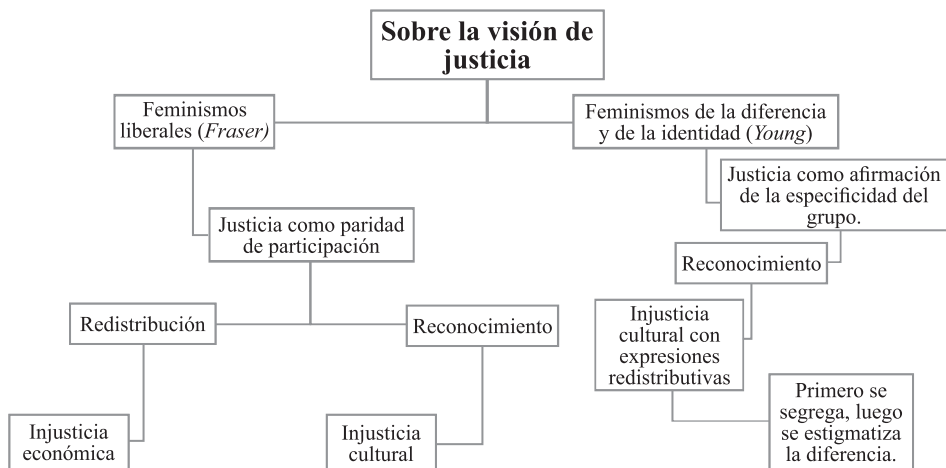 Sobre la visión de
justicia
Feminismos
liberales (Fraser)
Feminismos de la diferencia
y de la identidad (Young)
Justicia como paridad
de participación
Justicia como afirmación
de la especificidad del
grupo.
Redistribución
Reconocimiento
Reconocimiento
Injusticia
económica
Injusticia
cultural
Injusticia
cultural con
expresiones
redistributivas
Primero se
segrega, luego
se estigmatiza
la diferencia.